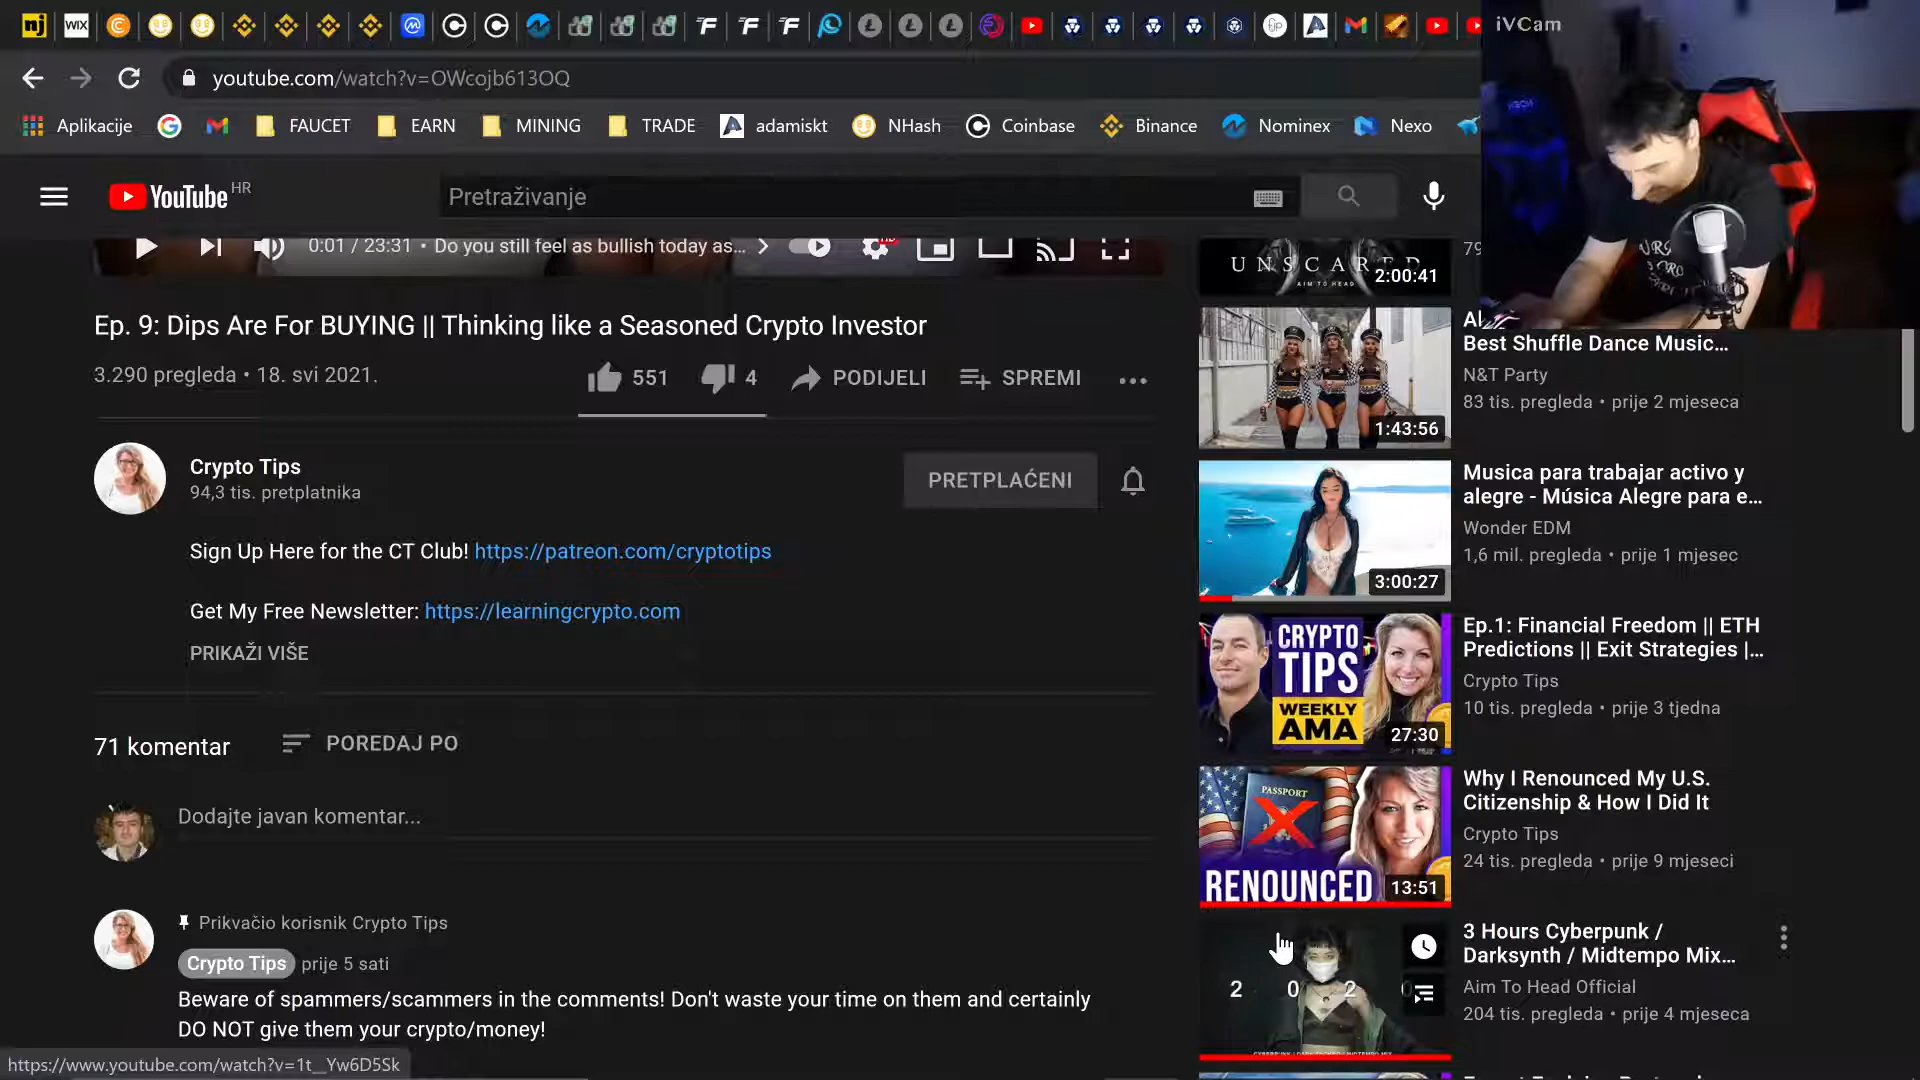 iVCam
youtube.com/watch?v=OWcojb613OQ
Aplikacije
FAUCET
EARN
MINING
TRADE
adamiskt
NHash
Coinbase
Binance
Nominex
Nexo
YouTube HR
Pretraživanje
0:01 / 23:31 • Do you still feel as bullish today as...
Ep. 9: Dips Are For BUYING || Thinking like a Seasoned Crypto Investor
3.290 pregleda • 18. svi 2021.
551
4
PODIJELI
SPREMI
Crypto Tips
94,3 tis. pretplatnika
PRETPLAĆENI
Sign Up Here for the CT Club! https://patreon.com/cryptotips
Get My Free Newsletter: https://learningcrypto.com
PRIKAŽI VIŠE
71 komentar
POREDAJ PO
Dodajte javan komentar...
Prikvačio korisnik Crypto Tips
Crypto Tips prije 5 sati
Beware of spammers/scammers in the comments! Don't waste your time on them and certainly
DO NOT give them your crypto/money!
https://www.youtube.com/watch?v=1t__Yw6D5Sk
UNSCARED
AIM TO HEAD
2:00:41
79
Best Shuffle Dance Music...
N&T Party
83 tis. pregleda • prije 2 mjeseca
1:43:56
Musica para trabajar activo y
alegre - Música Alegre para e...
Wonder EDM
1,6 mil. pregleda • prije 1 mjesec
3:00:27
CRYPTO
TIPS
WEEKLY
AMA
27:30
Ep.1: Financial Freedom || ETH
Predictions || Exit Strategies |...
Crypto Tips
10 tis. pregleda • prije 3 tjedna
PASSPORT
RENOUNCED
13:51
Why I Renounced My U.S.
Citizenship & How I Did It
Crypto Tips
24 tis. pregleda • prije 9 mjeseci
2 0 2 0
3 Hours Cyberpunk /
Darksynth / Midtempo Mix...
Aim To Head Official
204 tis. pregleda • prije 4 mjeseca